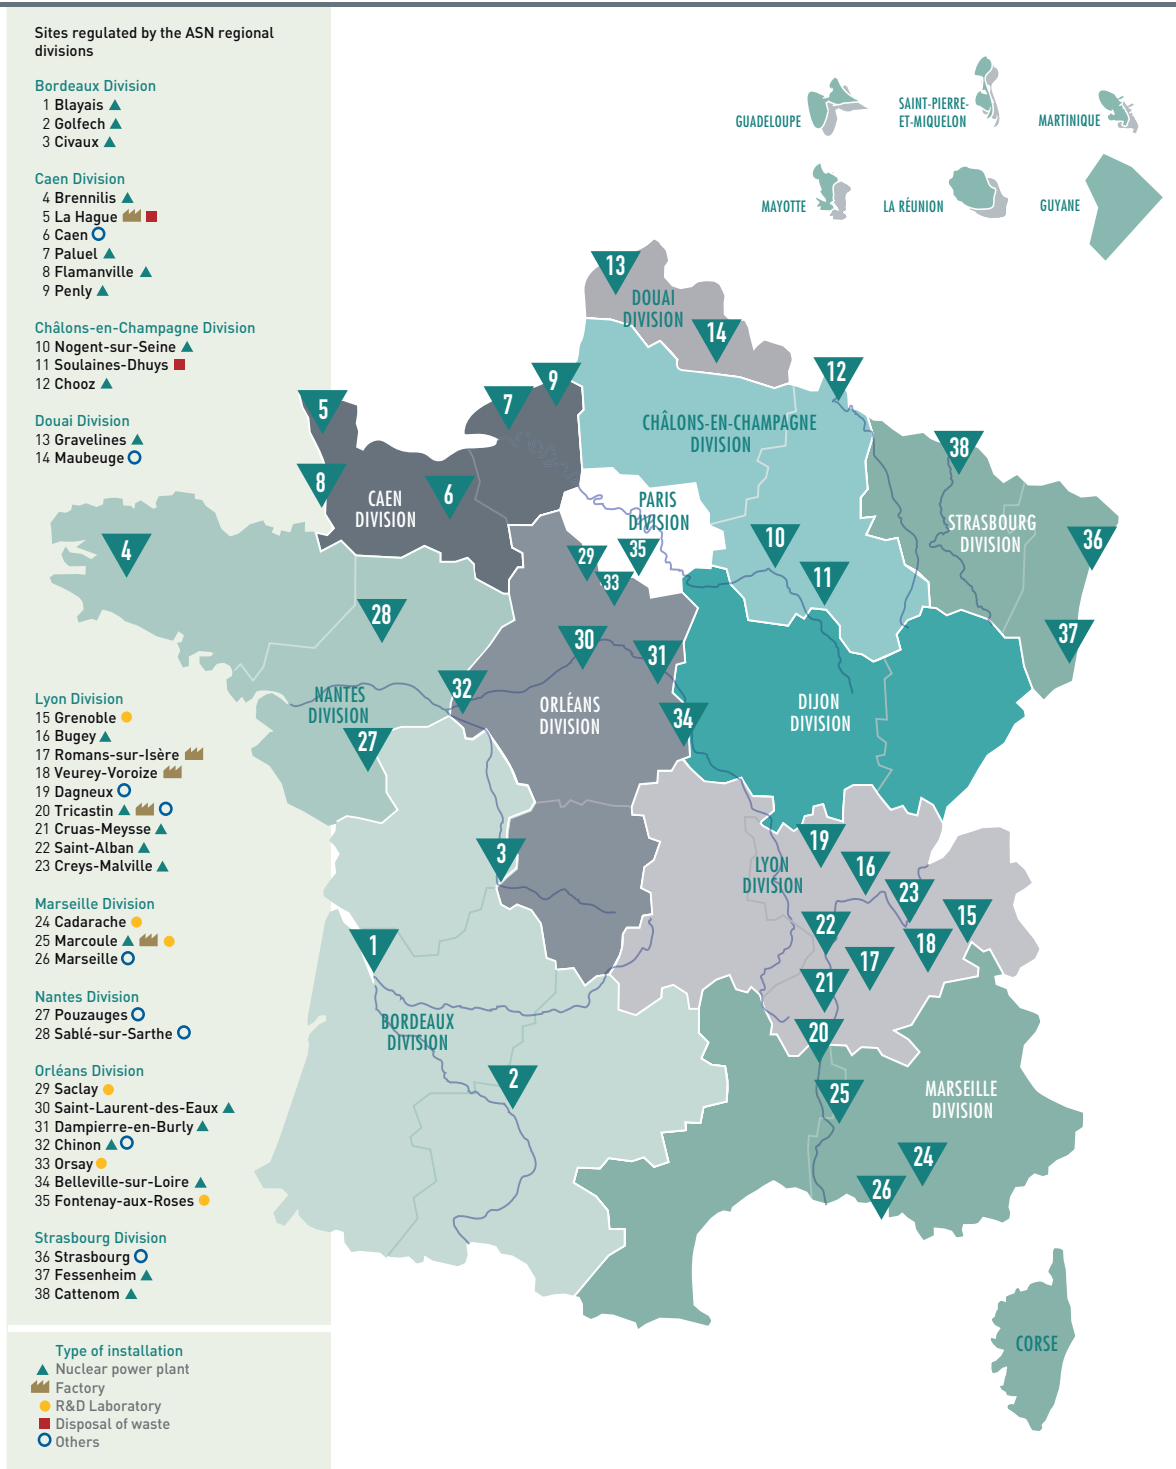 Sites regulated by the ASN regional
divisions
Bordeaux Division
1 Blayais
2 Golfech
3 Civaux
Caen Division
4 Brennilis
5 La Hague
6 Caen
7 Paluel
8 Flamanville
9 Penly
Châlons-en-Champagne Division
10 Nogent-sur-Seine
11 Soulaines-Dhuys
12 Chooz
Douai Division
13 Gravelines
14 Maubeuge
Lyon Division
15 Grenoble
16 Bugey
17 Romans-sur-Isère
18 Veurey-Voroize
19 Dagneux
20 Tricastin
21 Cruas-Meysse
22 Saint-Alban
23 Creys-Malville
Marseille Division
24 Cadarache
25 Marcoule
26 Marseille
Nantes Division
27 Pouzauges
28 Sablé-sur-Sarthe
Orléans Division
29 Saclay
30 Saint-Laurent-des-Eaux
31 Dampierre-en-Burly
32 Chinon
33 Orsay
34 Belleville-sur-Loire
35 Fontenay-aux-Roses
Strasbourg Division
36 Strasbourg
37 Fessenheim
38 Cattenom
Type of installation
Nuclear power plant
Factory
R&D Laboratory
Disposal of waste
Others
GUADELOUPE
SAINT-PIERRE-
ET-MIQUELON
MARTINIQUE
MAYOTTE
LA RÉUNION
GUYANE
13
DOUAI
DIVISION
14
12
9
7
5
CHÂLONS-EN-CHAMPAGNE
DIVISION
38
8
6
CAEN
DIVISION
PARIS
DIVISION
STRASBOURG
DIVISION
4
10
36
29
35
33
11
28
30
31
37
32
NANTES
DIVISION
ORLÉANS
DIVISION
34
DIJON
DIVISION
27
3
19
LYON
DIVISION
16
23
15
1
22
18
17
21
BORDEAUX
DIVISION
20
2
25
MARSEILLE
DIVISION
24
26
CORSE